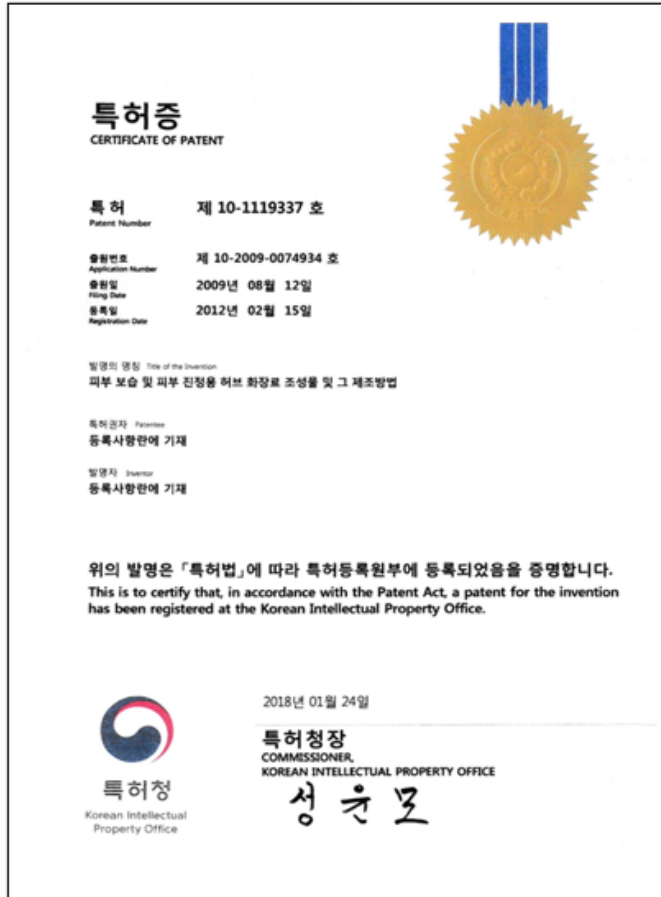 특허증
CERTIFICATE OF PATENT
특 허 제 10-1119337 호
Patent Number
출원번호 제 10-2009-0074934 호
Application Number
출원일 2009년 08월 12일
Filing Date
등록일 2012년 02월 15일
Registration Date
발명의 명칭 Title of the Invention
피부 보습 및 피부 진정용 허브 화장료 조성물 및 그 제조방법
특허권자 Patentee
등록사항란에 기재
발명자 Inventor
등록사항란에 기재
위의 발명은 「특허법」에 따라 특허등록원부에 등록되었음을 증명합니다.
This is to certify that, in accordance with the Patent Act, a patent for the invention
has been registered at the Korean Intellectual Property Office.
2018년 01월 24일
특허청장
COMMISSIONER,
KOREAN INTELLECTUAL PROPERTY OFFICE
성윤모
특허청
Korean Intellectual
Property Office